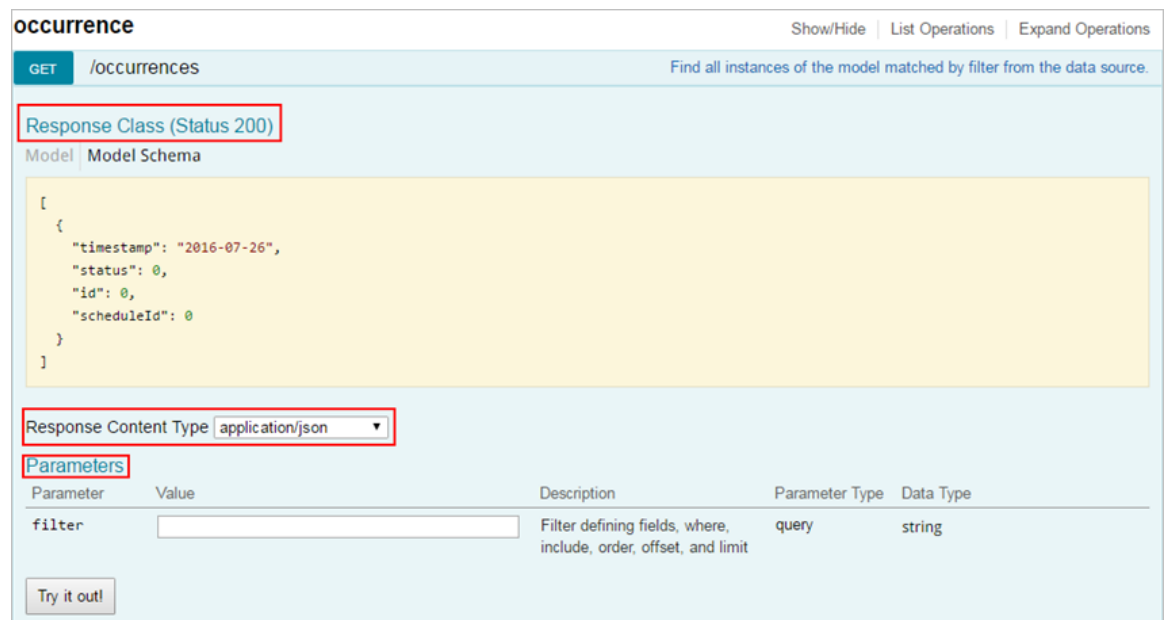 occurrence
Show/Hide List Operations Expand Operations
GET /occurrences Find all instances of the model matched by filter from the data source.
Response Class (Status 200)
Model Model Schema
[
{
"timestamp": "2016-07-26",
"status": 0,
"id": 0,
"scheduleId": 0
}
]
Response Content Type application/json
Parameters
Parameter Value Description Parameter Type Data Type
filter Filter defining fields, where, query string
include, order, offset, and limit
Try it out!